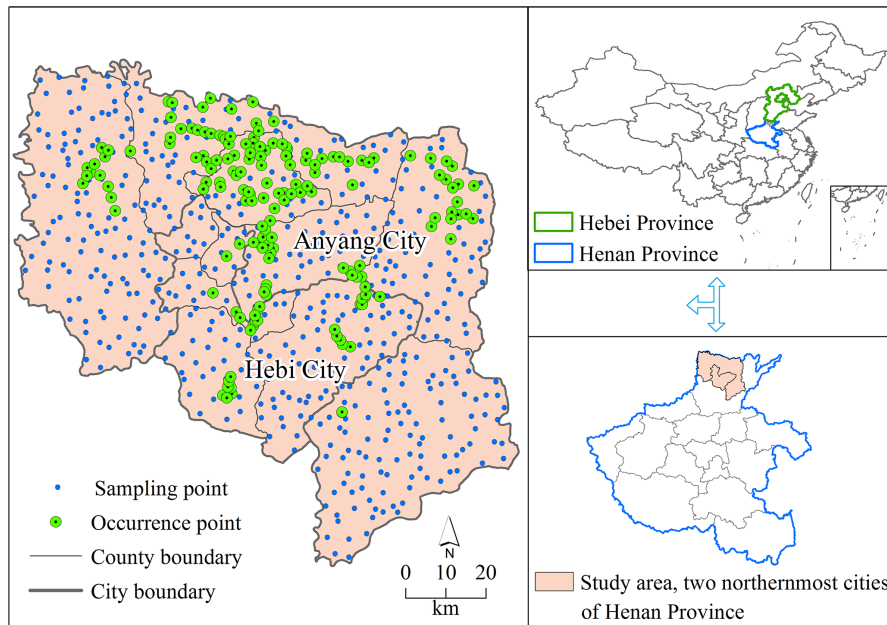 Anyang City
Hebi City
Sampling point
Occurrence point
County boundary
City boundary
N
0 10 20
km
Hebei Province
Henan Province
Study area, two northernmost cities
of Henan Province